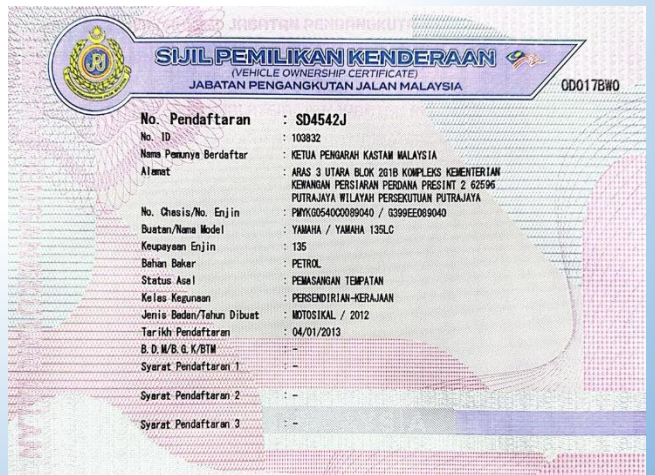 SIJIL PEMILIKAN KENDERAAN
(VEHICLE OWNERSHIP CERTIFICATE)
JABATAN PENGANGKUTAN JALAN MALAYSIA
0D017BW0
No. Pendaftaran : SD4542J
No. ID : 103832
Nama Pemunya Berdaftar : KETUA PENGARAH KASTAM MALAYSIA
Alamat : ARAS 3 UTARA BLOK 2G1B KOMPLEKS KEMENTERIAN
KEWANGAN PERSIARAN PERDANA PRESINT 2 62596
PUTRAJAYA WILAYAH PERSEKUTUAN PUTRAJAYA
No. Chasis/No. Enjin : PMYKG0540C0089040 / G399EE089040
Buatan/Nama Model : YAMAHA / YAMAHA 135LC
Keupayaan Enjin : 135
Bahan Bakar : PETROL
Status Asal : PEMASANGAN TEMPATAN
Kelas Kegunaan : PERSENDIRIAN-KERAJAAN
Jenis Badan/Tahun Dibuat : MOTOSIKAL / 2012
Tarikh Pendaftaran : 04/01/2013
B.D.M/B.G.K/BTM : -
Syarat Pendaftaran 1 : -
Syarat Pendaftaran 2 : -
Syarat Pendaftaran 3 : -